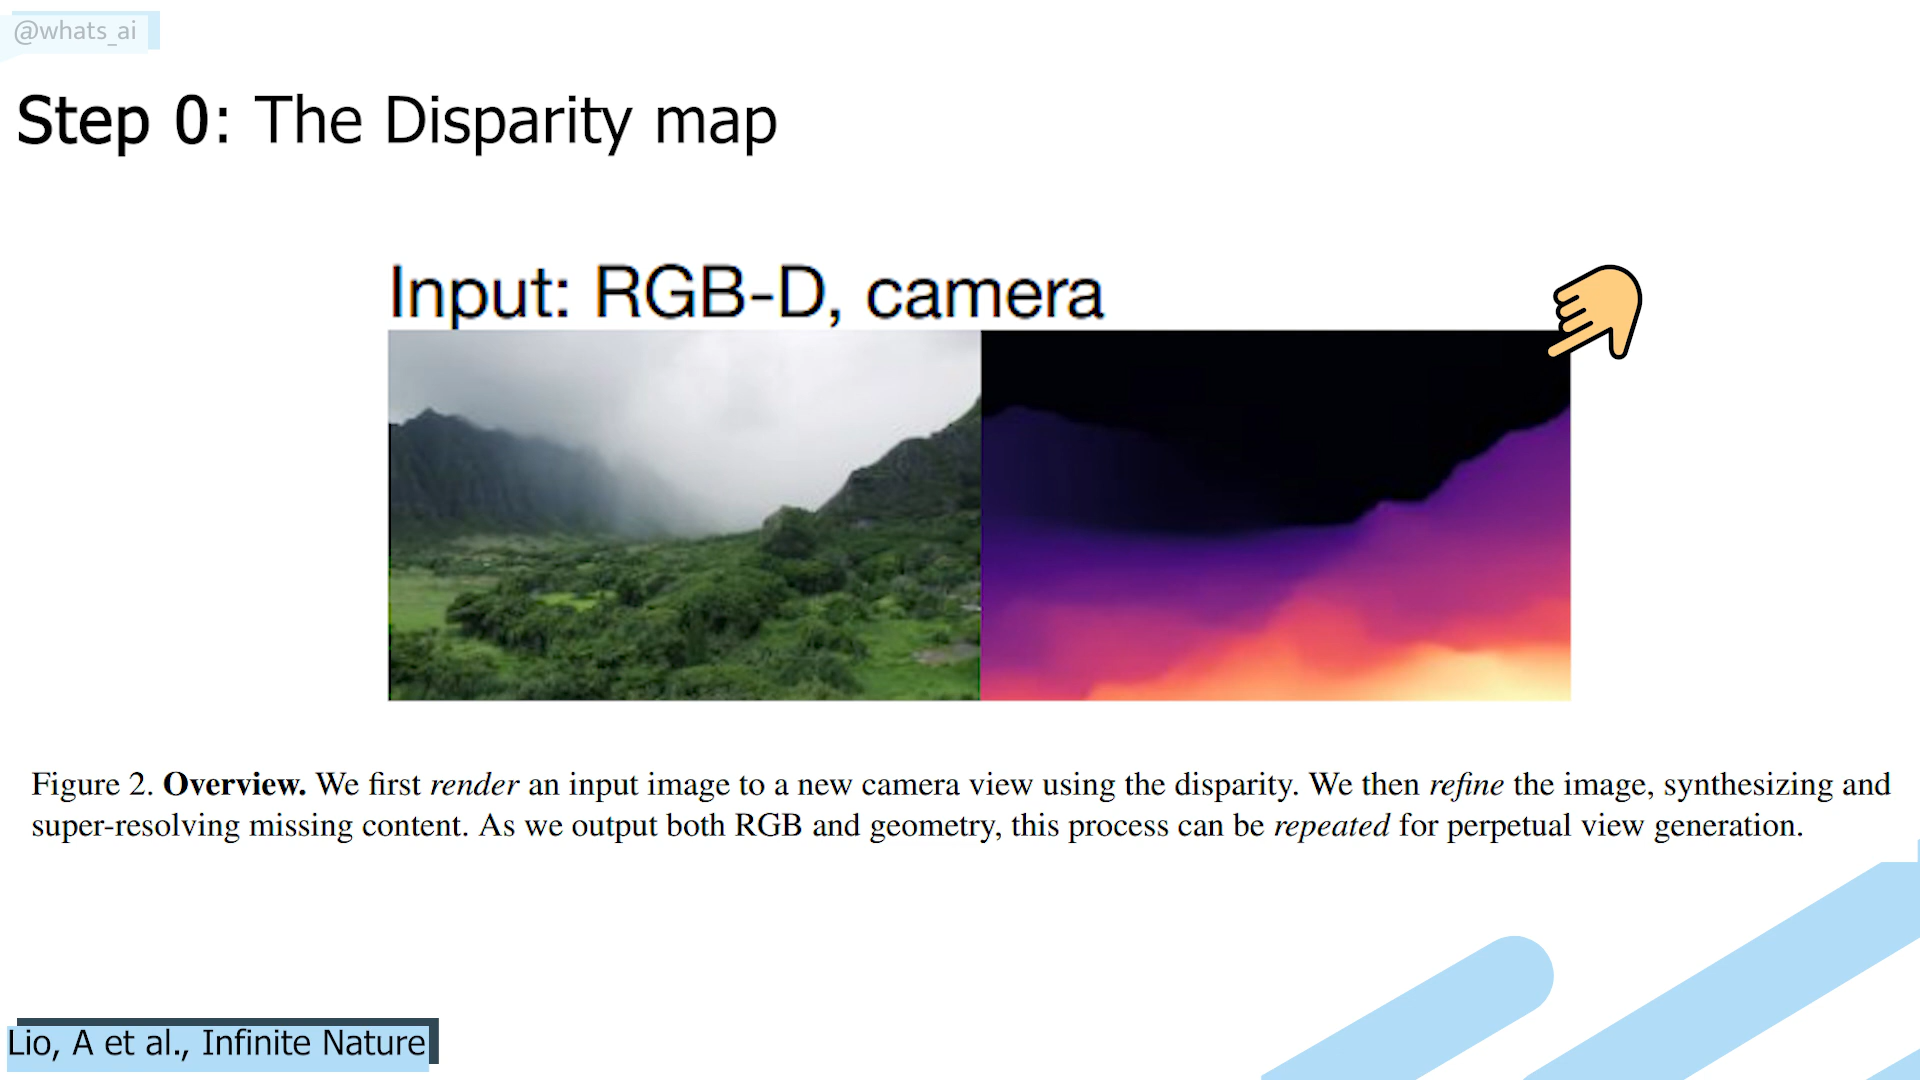 @whats_ai
Step 0: The Disparity map
Input: RGB-D, camera
Figure 2. Overview. We first render an input image to a new camera view using the disparity. We then refine the image, synthesizing and
super-resolving missing content. As we output both RGB and geometry, this process can be repeated for perpetual view generation.
Lio, A et al., Infinite Nature